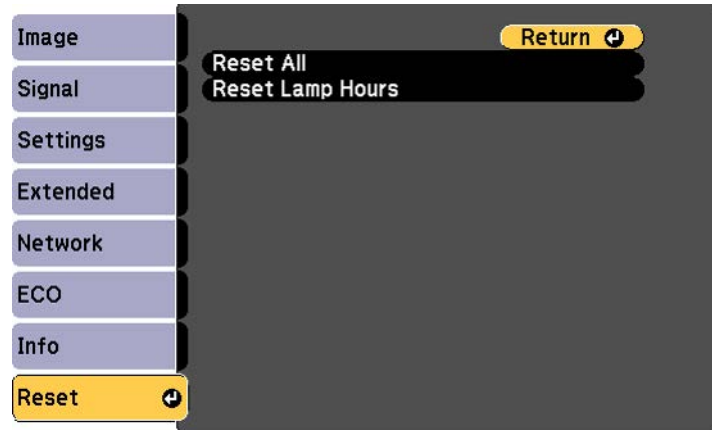 Image
Signal
Settings
Extended
Network
ECO
Info
Reset
Return
Reset All
Reset Lamp Hours